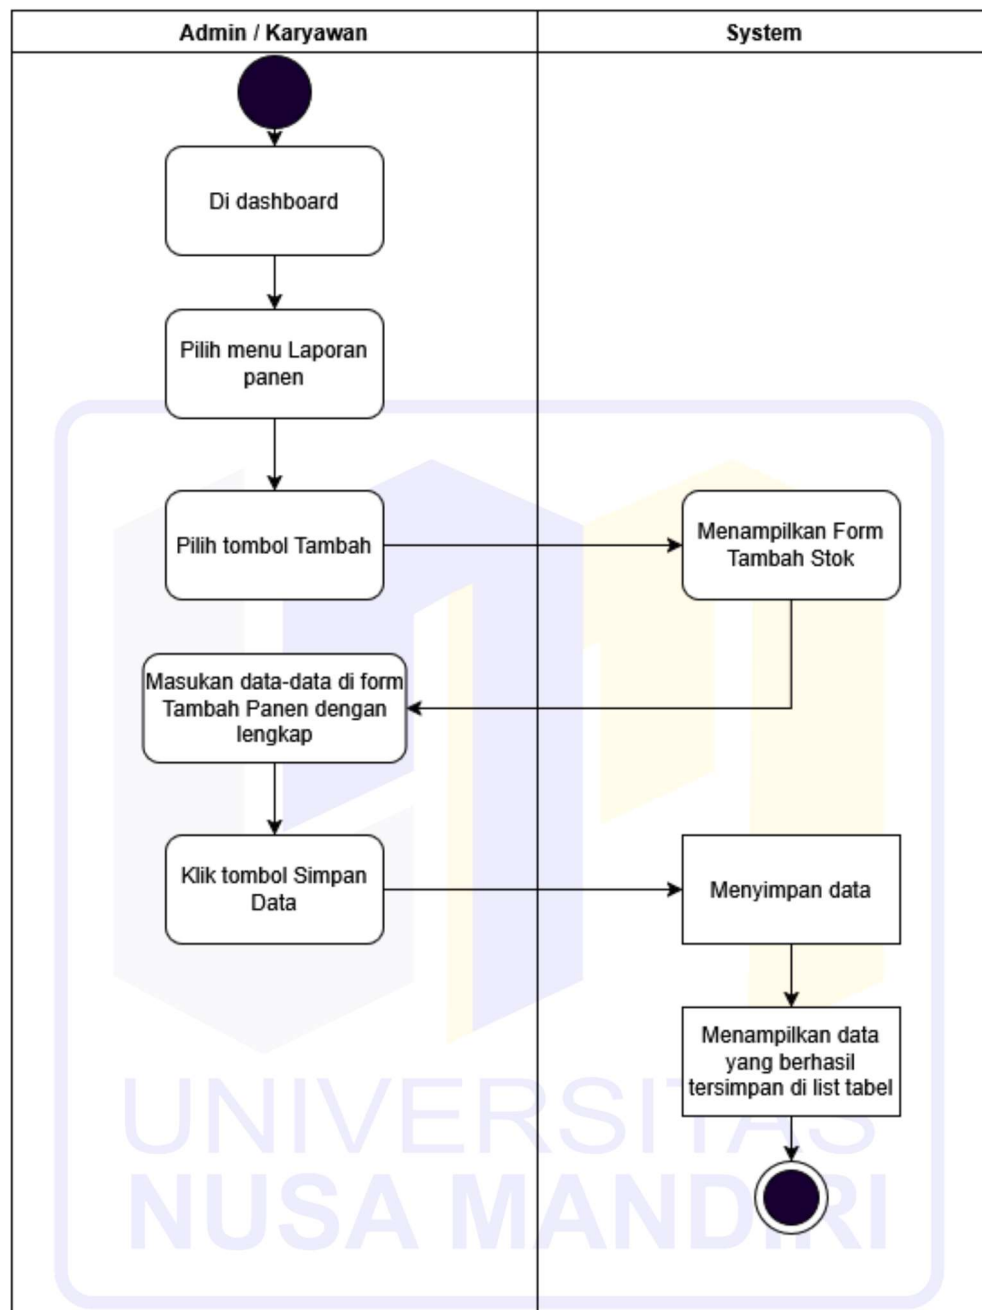 Admin / Karyawan
System
Di dashboard
Pilih menu Laporan
panen
Pilih tombol Tambah
Menampilkan Form
Tambah Stok
Masukan data-data di form
Tambah Panen dengan
lengkap
Klik tombol Simpan
Data
Menyimpan data
Menampilkan data
yang berhasil
tersimpan di list tabel
UNIVERSITAS
NUSA MANDIRI